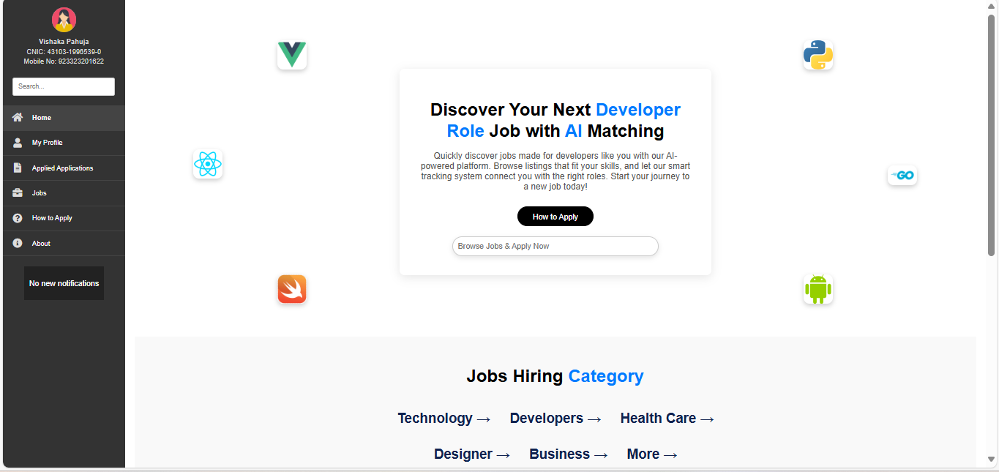 Vishaka Pahuja
CNIC: 43103-1996539-0
Mobile No: 923323201622
Search...
Home
My Profile
Applied Applications
Jobs
How to Apply
About
No new notifications
Discover Your Next Developer
Role Job with AI Matching
Quickly discover jobs made for developers like you with our AI-
powered platform. Browse listings that fit your skills, and let our smart
tracking system connect you with the right roles. Start your journey to
a new job today!
How to Apply
Browse Jobs & Apply Now
GO
Jobs Hiring Category
Technology → Developers → Health Care →
Designer → Business → More →